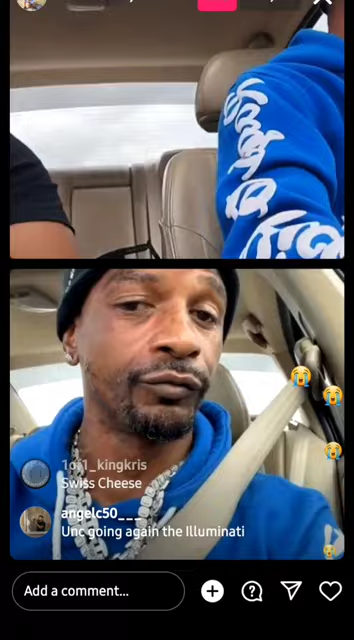 1of1_kingkris
Swiss Cheese
angelc50___
Unc going again the Illuminati
Add a comment...